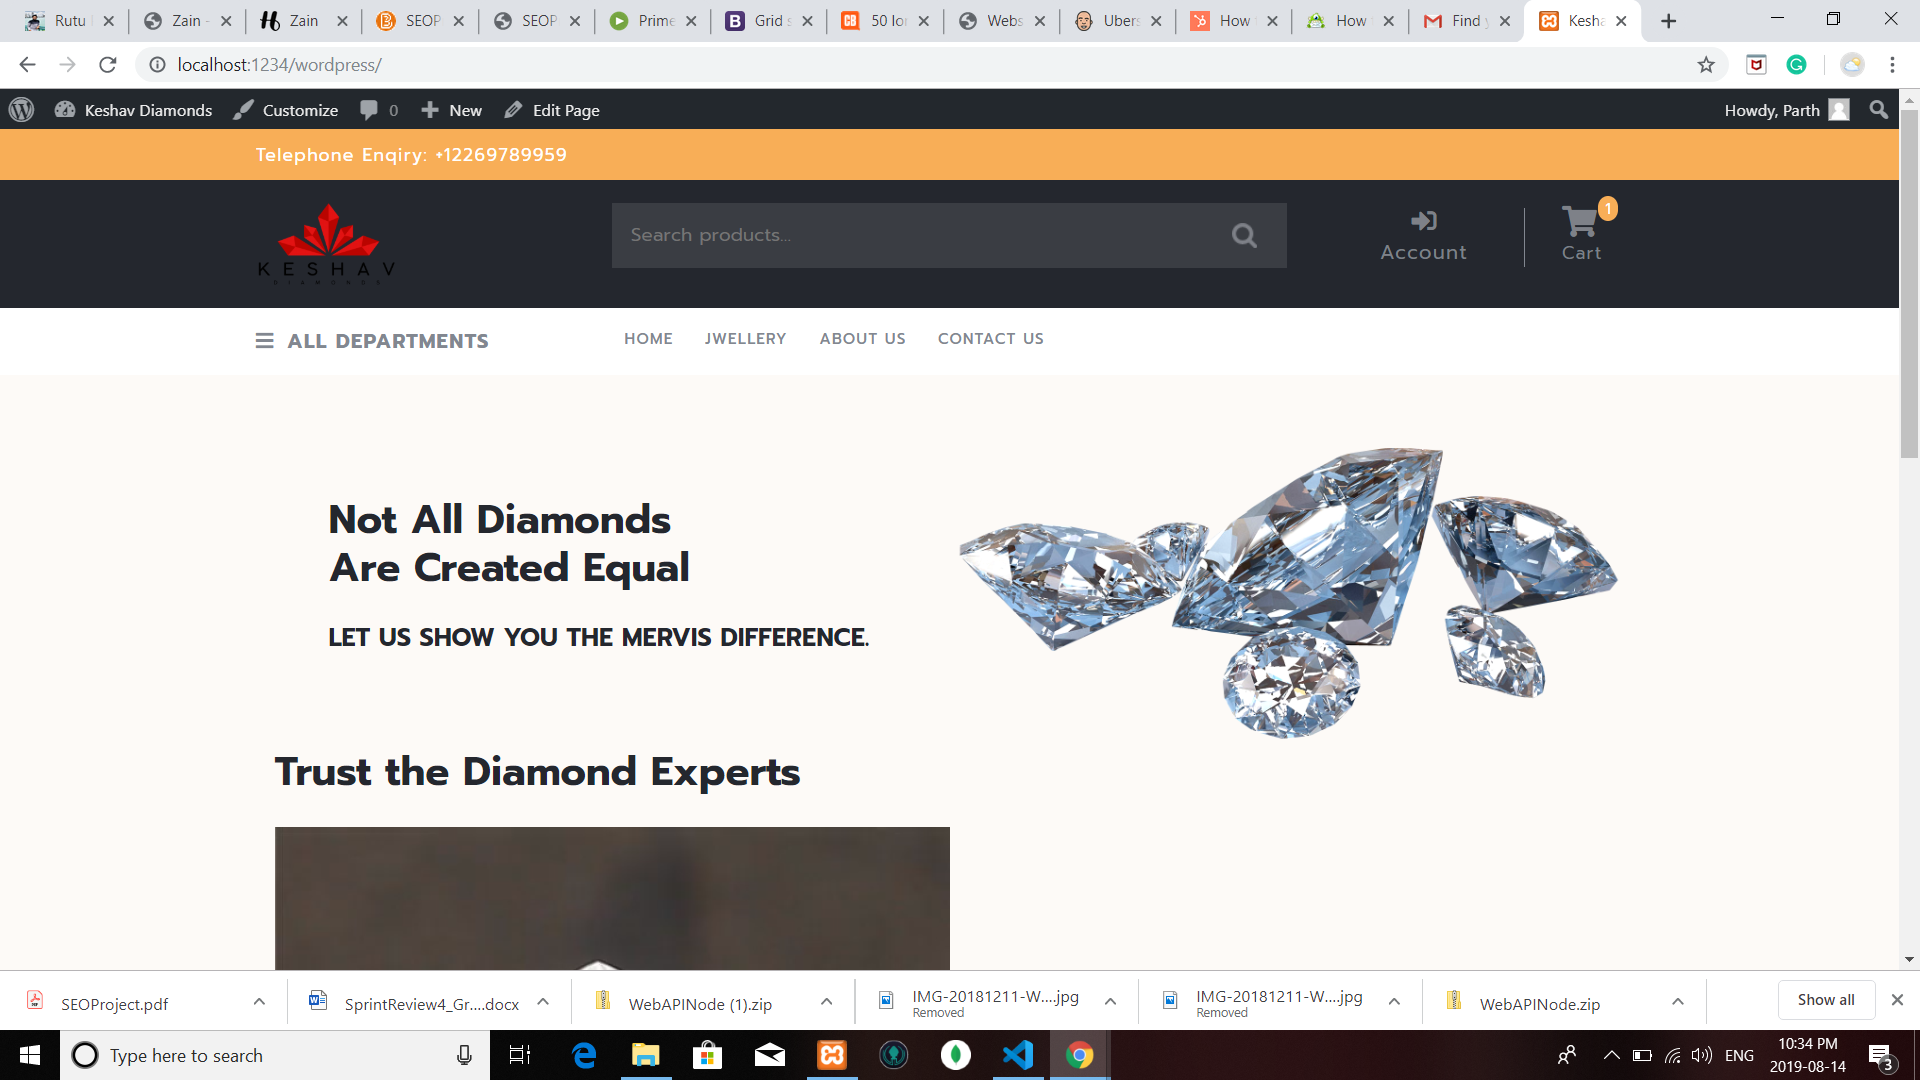 Rutu
Zain -
Zain
SEOP
SEOP
Prime
Grid s
50 lor
Webs
Ubers
How
How
Find y
Kesha
localhost:1234/wordpress/
Keshav Diamonds
Customize
0
New
Edit Page
Howdy, Parth
Telephone Enqiry: +12269789959
KESHAV
DIAMONDS
Search products...
Account
1
Cart
ALL DEPARTMENTS
HOME
JWELLERY
ABOUT US
CONTACT US
Not All Diamonds
Are Created Equal
LET US SHOW YOU THE MERVIS DIFFERENCE.
Trust the Diamond Experts
SEOProject.pdf
SprintReview4_Gr....docx
WebAPINode (1).zip
IMG-20181211-W....jpg
Removed
IMG-20181211-W....jpg
Removed
WebAPINode.zip
Show all
Type here to search
ENG
10:34 PM
2019-08-14
3